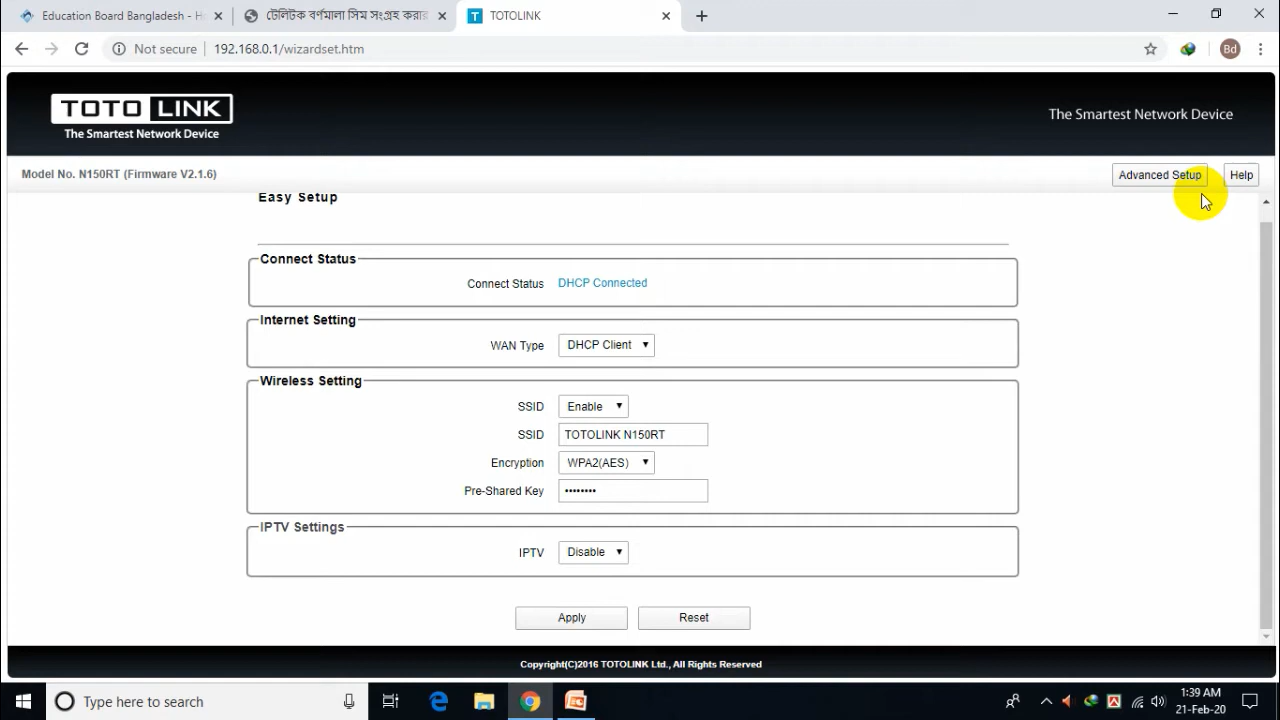 Education Board Bangladesh - H
টেলিটক বর্ণমালা সিম সংগ্রহ করার
T TOTOLINK
Not secure 192.168.0.1/wizardset.htm
Bd
TOTO LINK
The Smartest Network Device
The Smartest Network Device
Model No. N150RT (Firmware V2.1.6)
Advanced Setup
Help
Easy Setup
Connect Status
Connect Status DHCP Connected
Internet Setting
WAN Type DHCP Client
Wireless Setting
SSID Enable
SSID TOTOLINK N150RT
Encryption WPA2(AES)
Pre-Shared Key ••••••••
IPTV Settings
IPTV Disable
Apply Reset
Copyright(C)2016 TOTOLINK Ltd., All Rights Reserved
Type here to search
1:39 AM
21-Feb-20